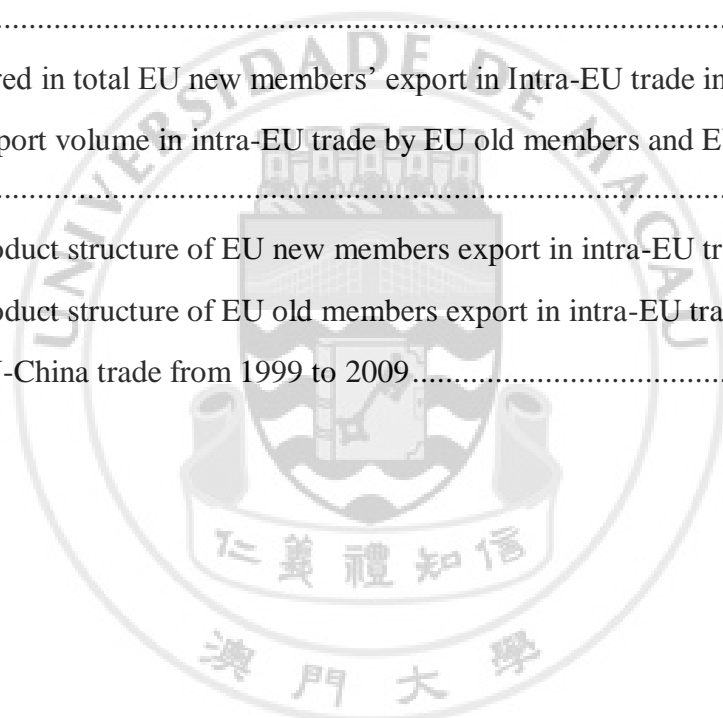 ................................................................................
red in total EU new members’ export in Intra-EU trade in
port volume in intra-EU trade by EU old members and E
................................................................................
oduct structure of EU new members export in intra-EU tr
oduct structure of EU old members export in intra-EU tra
-China trade from 1999 to 2009....................................
UNIVERSIDADE DE MACAU
仁義禮知信
澳門大學